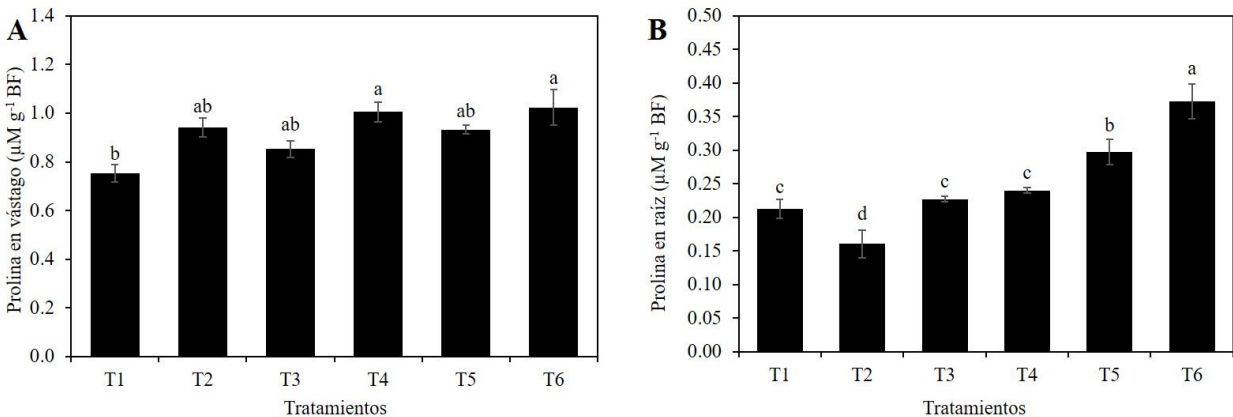 A
Prolina en vástago (µM g-1 BF)
1.4
1.2
1.0
0.8
0.6
0.4
0.2
0.0
b
ab
ab
a
ab
a
T1 T2 T3 T4 T5 T6
Tratamientos
B
Prolina en raíz (µM g-1 BF)
0.50
0.45
0.40
0.35
0.30
0.25
0.20
0.15
0.10
0.05
0.00
c
d
c
c
b
a
T1 T2 T3 T4 T5 T6
Tratamientos